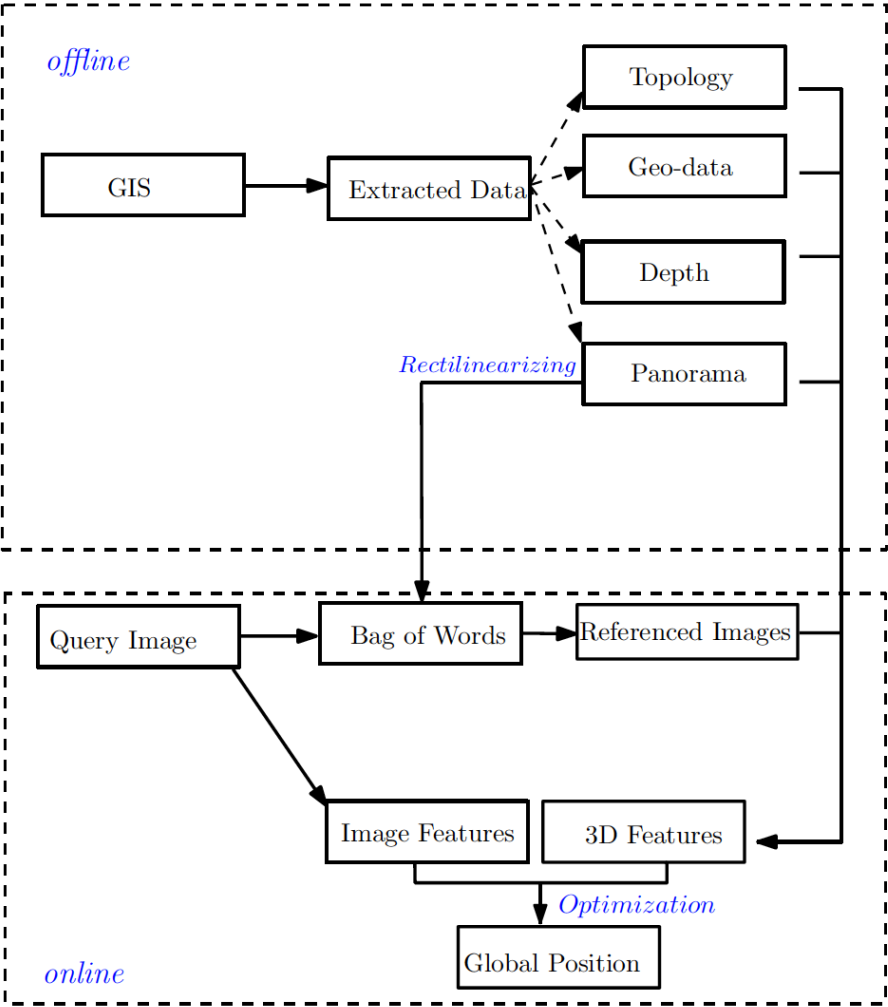 offline
Topology
Geo-data
GIS
Extracted Data
Depth
Rectilinearizing
Panorama
Query Image
Bag of Words
Referenced Images
Image Features
3D Features
Optimization
Global Position
online